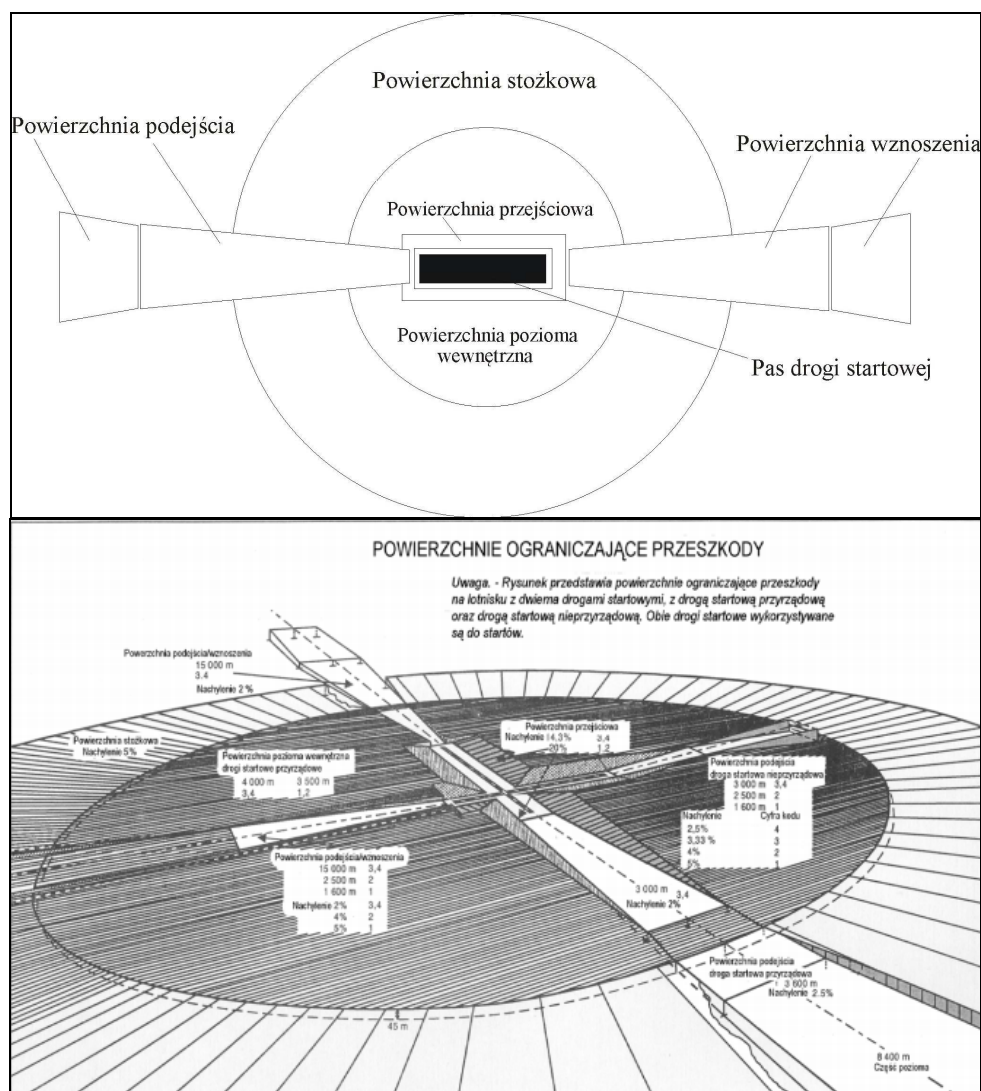 Powierzchnia stożkowa
Powierzchnia podejścia
Powierzchnia wznoszenia
Powierzchnia przejściowa
Powierzchnia pozioma
wewnętrzna
Pas drogi startowej
POWIERZCHNIE OGRANICZAJĄCE PRZESZKODY
Uwaga. - Rysunek przedstawia powierzchnie ograniczające przeszkody
na lotnisku z dwiema drogami startowymi, z drogą startową przyrządową
oraz drogą startową nieprzyrządową. Obie drogi startowe wykorzystywane
są do startów.
Powierzchnia podejścia/wznoszenia
15 000 m
3.4
Nachylenie 2 %
Powierzchnia stożkowa
Nachylenie 5%
Powierzchnia przejściowa
Nachylenie 14,3% 3,4
20% 1,2
Powierzchnia pozioma wewnętrzna
drogi startowe przyrządowe
4 000 m 3 500 m
3,4 1,2
Powierzchnia podejścia
droga startowa nieprzyrządowa
3 000 m 3,4
2 500 m 2
1 600 m 1
Nachylenie Cyfra kodu
2,5% 4
3,33 % 3
4% 2
5% 1
Powierzchnia podejścia/wznoszenia
15 000 m 3,4
2 500 m 2
1 600 m 1
Nachylenie 2% 3,4
4% 2
5% 1
3 000 m 3,4
Nachylenie 2%
Powierzchnia podejścia
droga startowa przyrządowa
3 600 m
Nachylenie 2.5%
45 m
8 400 m
Część pozioma